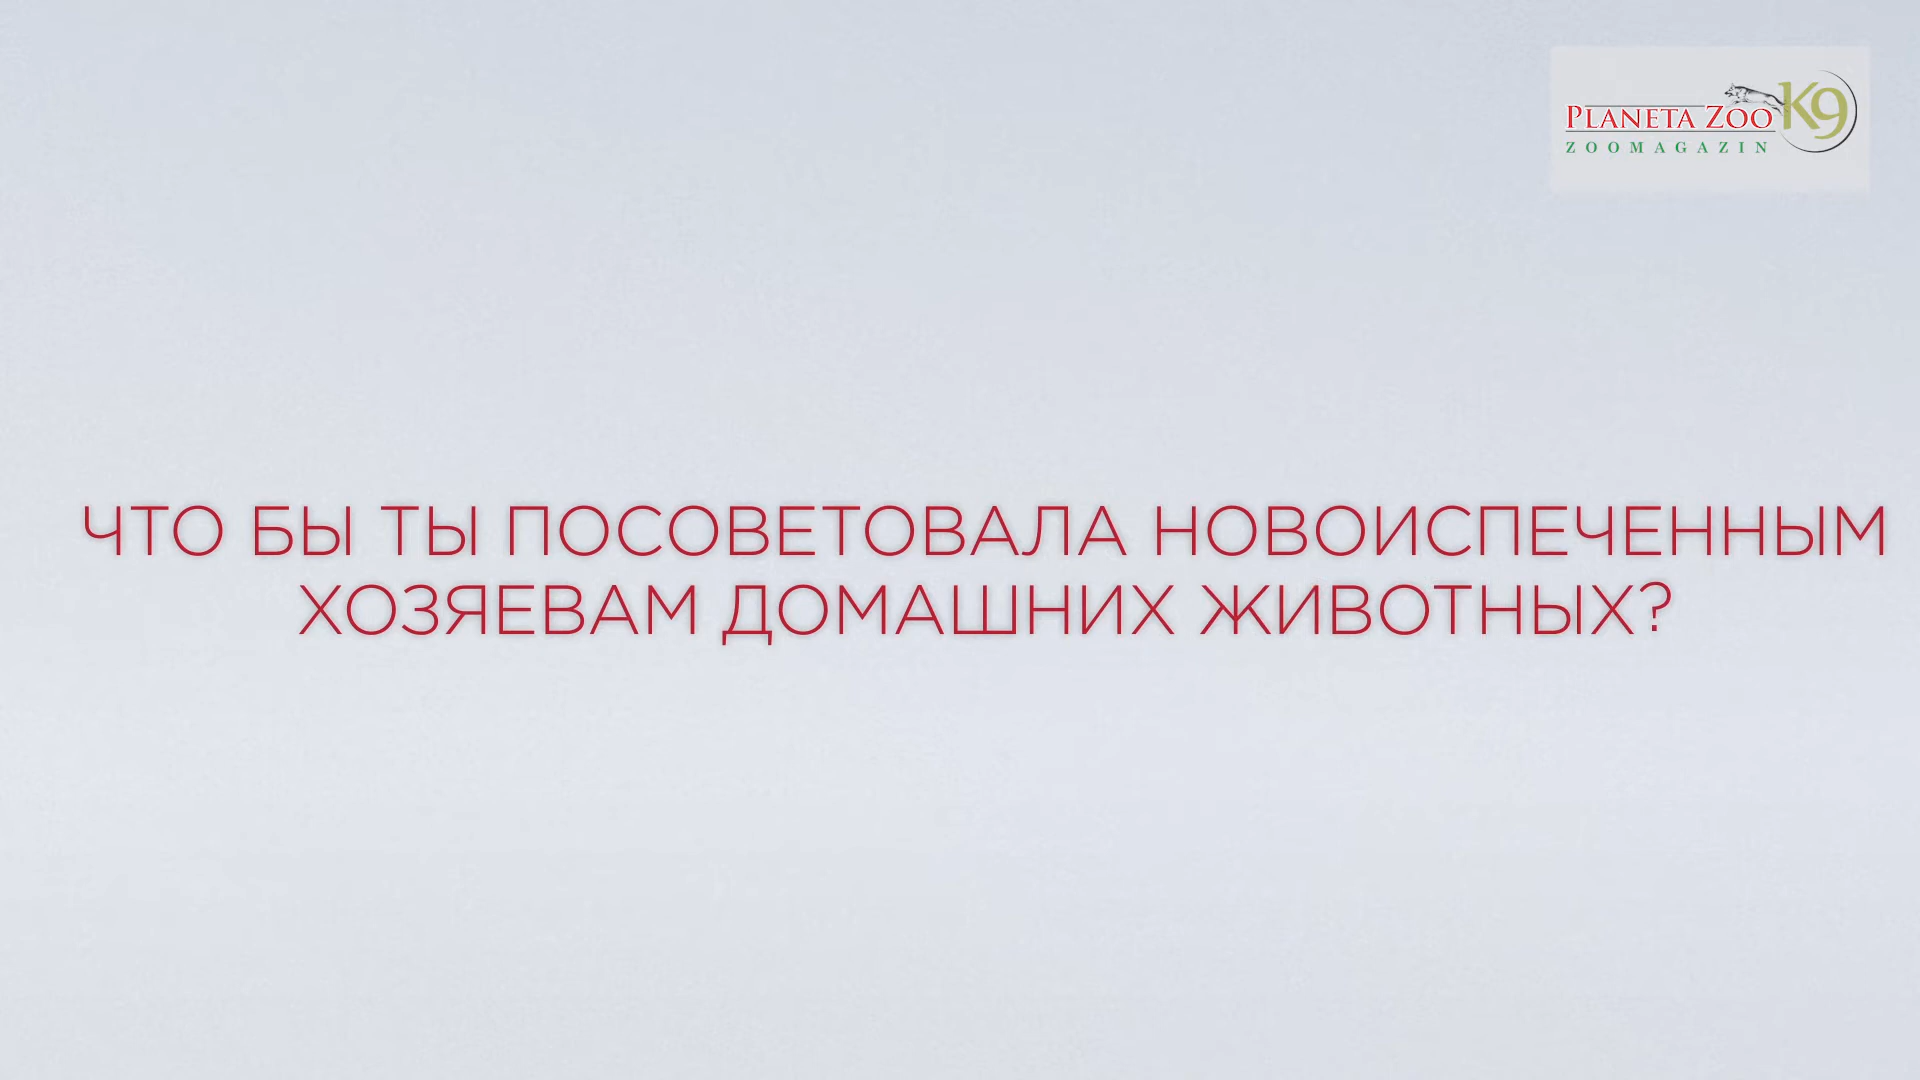 PLANETA ZOO K9
ZOOMAGAZIN
ЧТО БЫ ТЫ ПОСОВЕТОВАЛА НОВОИСПЕЧЕННЫМ
ХОЗЯЕВАМ ДОМАШНИХ ЖИВОТНЫХ?